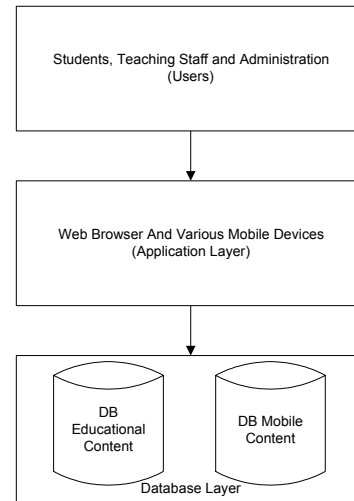 Students, Teaching Staff and Administration
(Users)
Web Browser And Various Mobile Devices
(Application Layer)
DB
Educational
Content
DB Mobile
Content
Database Layer